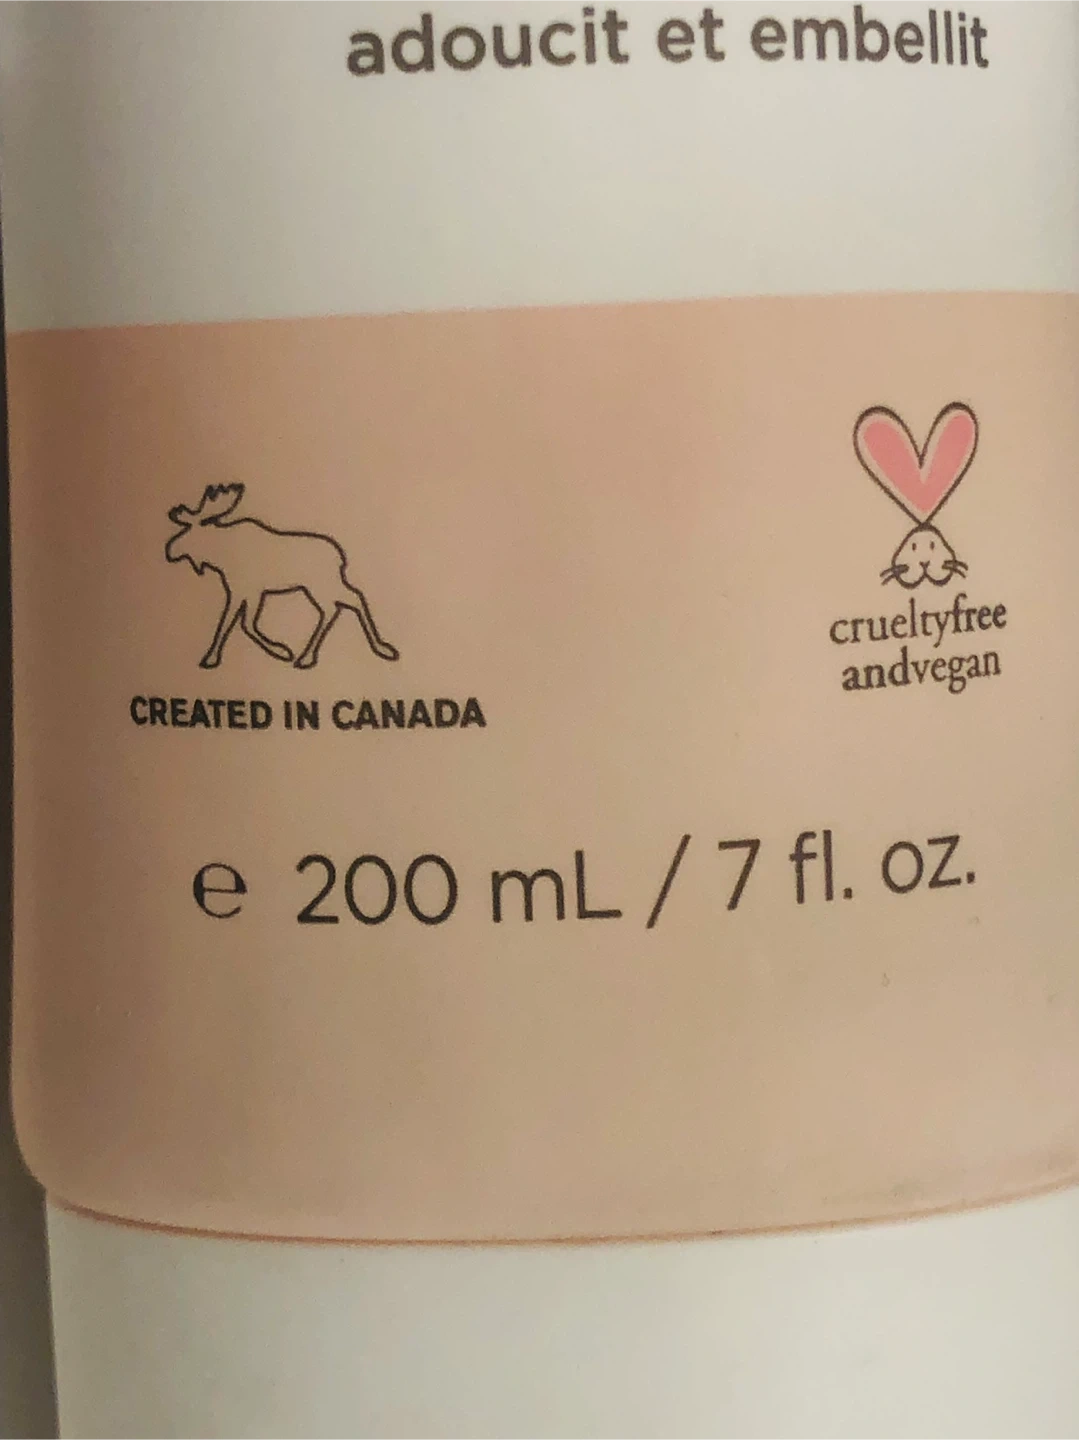 adoucit et embellit
CREATED IN CANADA
crueltyfree
andvegan
e 200 mL / 7 fl. oz.